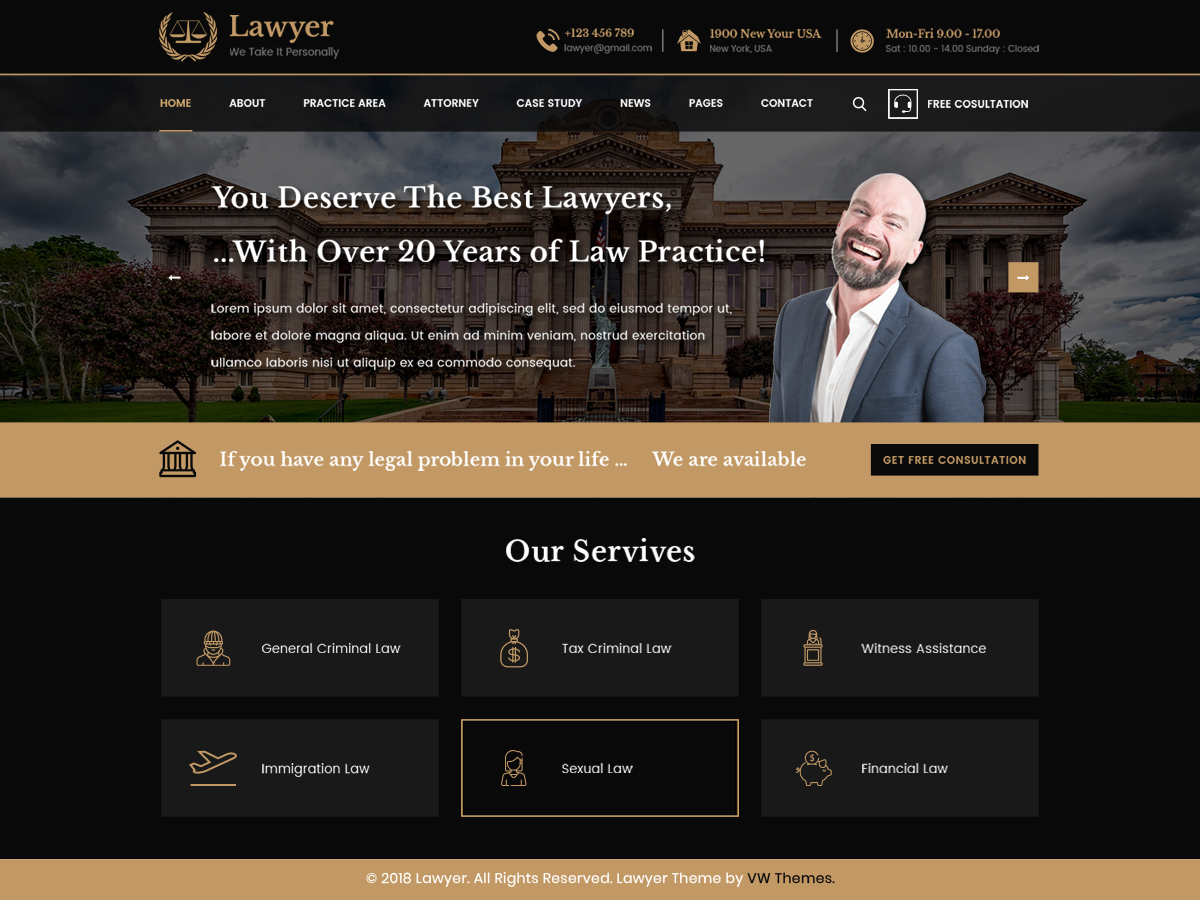 Lawyer
We Take It Personally
+123 456 789
lawyer@gmail.com
1900 New Your USA
New York, USA
Mon-Fri 9.00 - 17.00
Sat : 10.00 - 14.00 Sunday : Closed
HOME ABOUT PRACTICE AREA ATTORNEY CASE STUDY NEWS PAGES CONTACT FREE COSULTATION
You Deserve The Best Lawyers,
...With Over 20 Years of Law Practice!
Lorem ipsum dolor sit amet, consectetur adipiscing elit, sed do eiusmod tempor ut,
labore et dolore magna aliqua. Ut enim ad minim veniam, nostrud exercitation
ullamco laboris nisi ut aliquip ex ea commodo consequat.
If you have any legal problem in your life ... We are available
GET FREE CONSULTATION
Our Servives
General Criminal Law
Tax Criminal Law
Witness Assistance
Immigration Law
Sexual Law
Financial Law
© 2018 Lawyer. All Rights Reserved. Lawyer Theme by VW Themes.